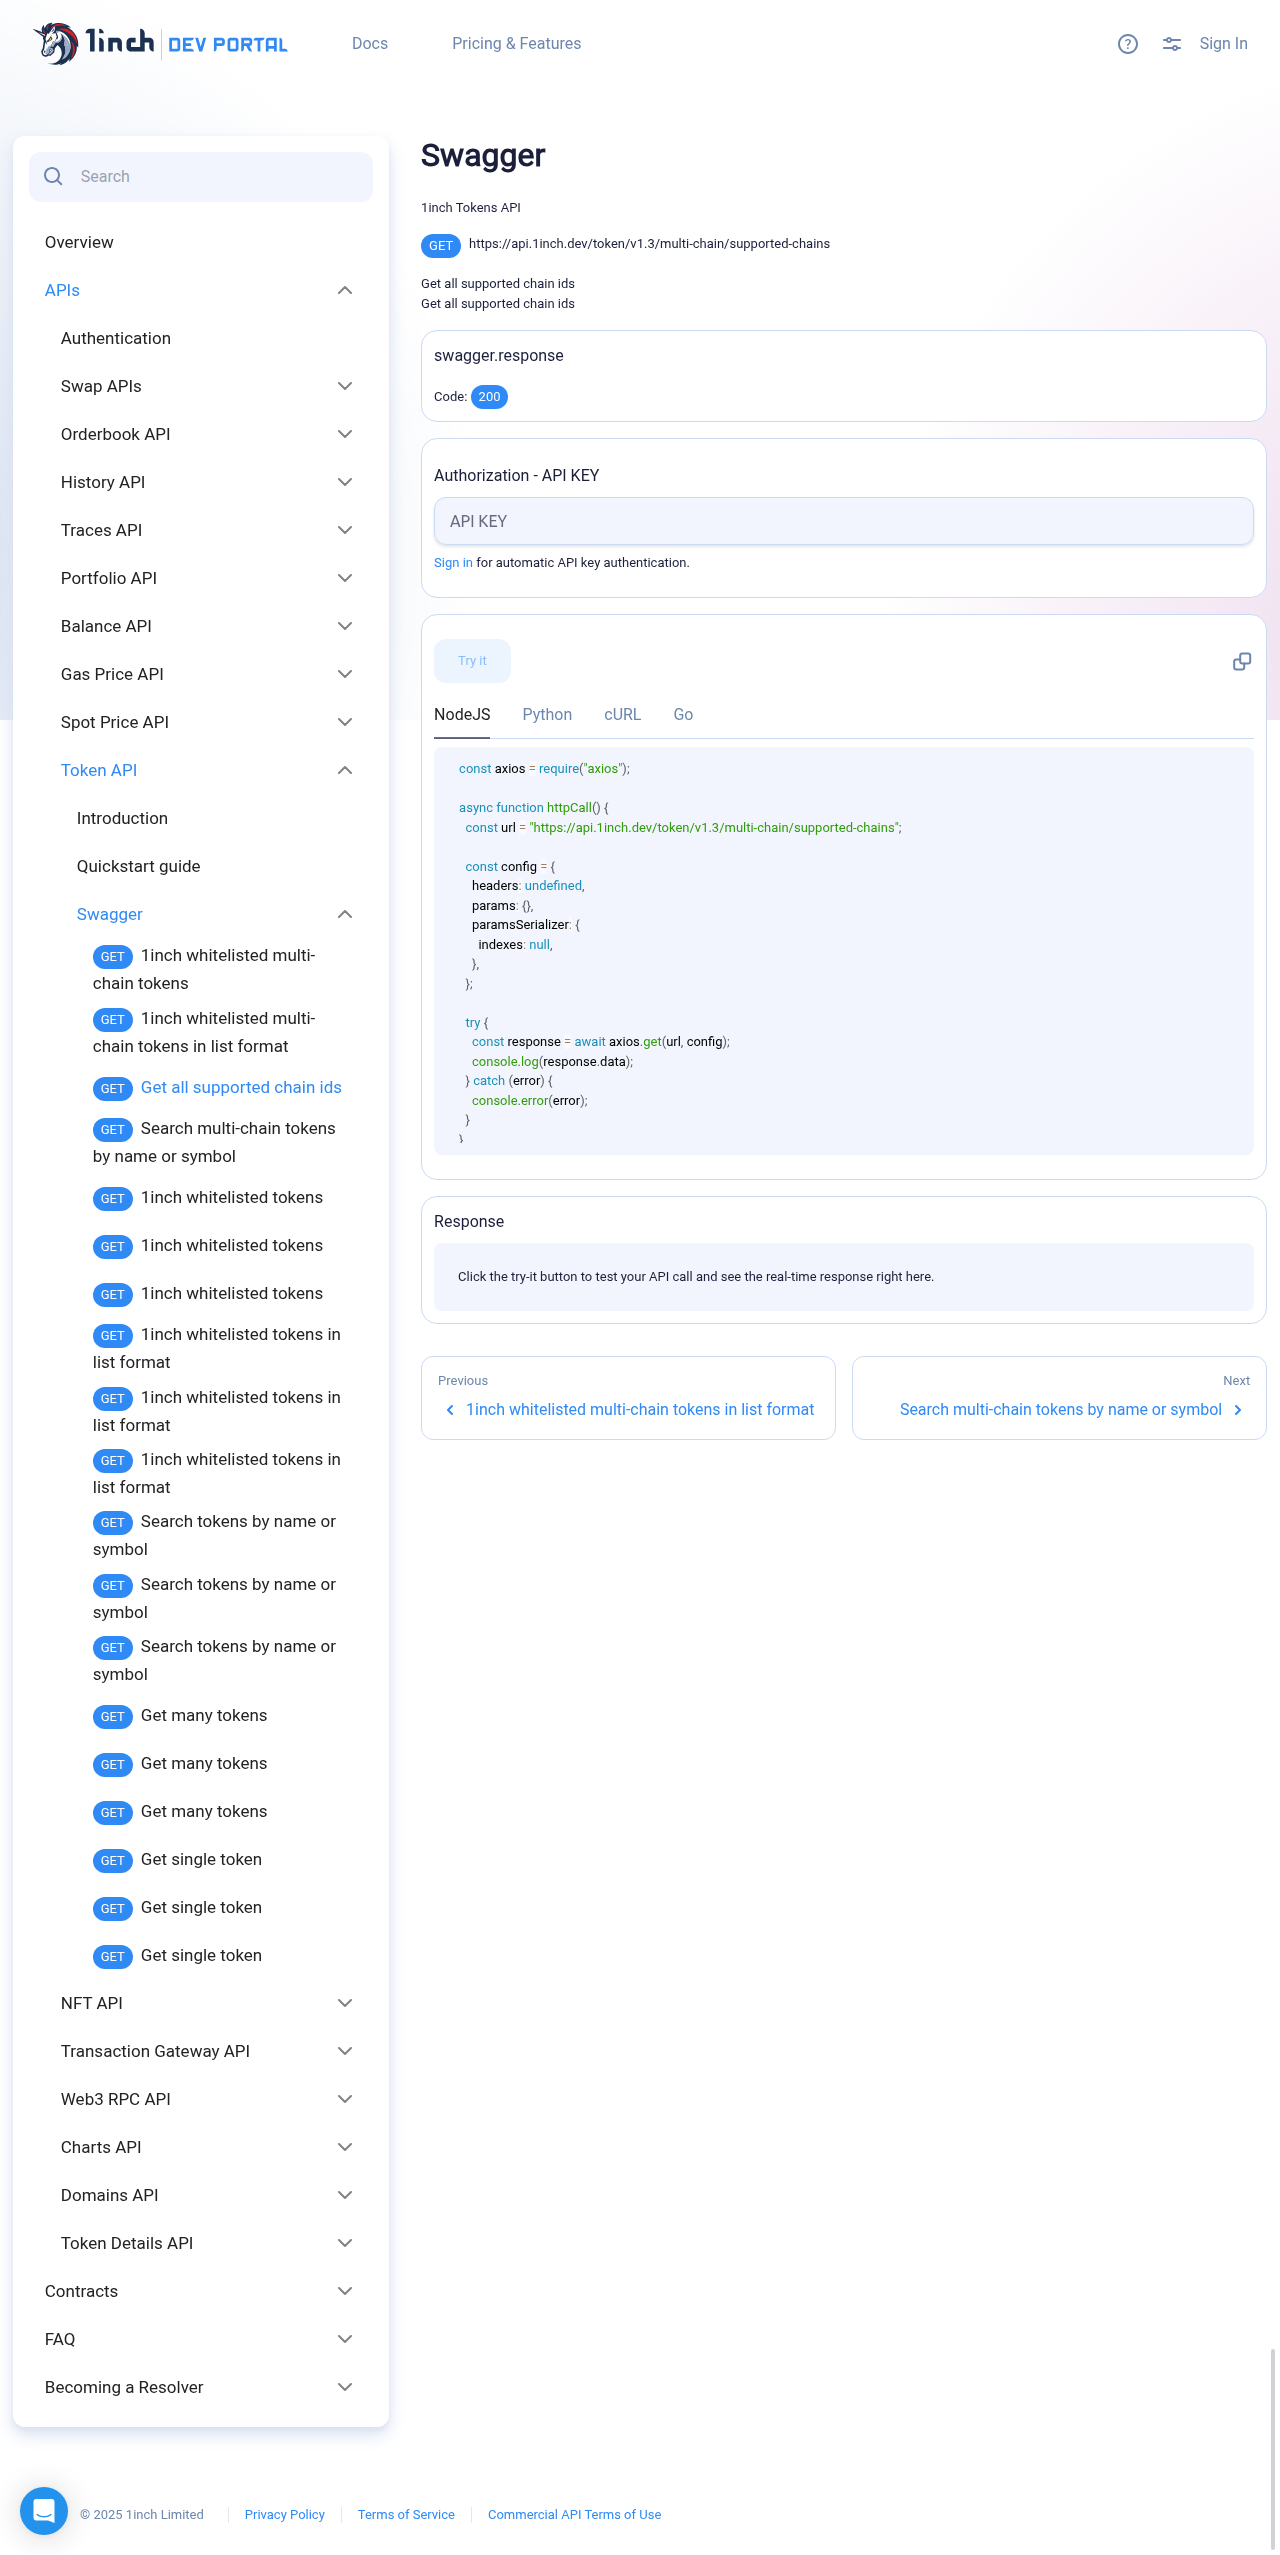 1inch DEV PORTAL
Docs
Pricing & Features
Sign In
Search
Overview
APIs
Authentication
Swap APIs
Orderbook API
History API
Traces API
Portfolio API
Balance API
Gas Price API
Spot Price API
Token API
Introduction
Quickstart guide
Swagger
GET 1inch whitelisted multi-
chain tokens
GET 1inch whitelisted multi-
chain tokens in list format
GET Get all supported chain ids
GET Search multi-chain tokens
by name or symbol
GET 1inch whitelisted tokens
GET 1inch whitelisted tokens
GET 1inch whitelisted tokens
GET 1inch whitelisted tokens in
list format
GET 1inch whitelisted tokens in
list format
GET 1inch whitelisted tokens in
list format
GET Search tokens by name or
symbol
GET Search tokens by name or
symbol
GET Search tokens by name or
symbol
GET Get many tokens
GET Get many tokens
GET Get many tokens
GET Get single token
GET Get single token
GET Get single token
NFT API
Transaction Gateway API
Web3 RPC API
Charts API
Domains API
Token Details API
Contracts
FAQ
Becoming a Resolver
Swagger
1inch Tokens API
GET https://api.1inch.dev/token/v1.3/multi-chain/supported-chains
Get all supported chain ids
Get all supported chain ids
swagger.response
Code: 200
Authorization - API KEY
API KEY
Sign in for automatic API key authentication.
Try it
NodeJS Python cURL Go
const axios = require("axios");
async function httpCall() {
const url = "https://api.1inch.dev/token/v1.3/multi-chain/supported-chains";
const config = {
headers: undefined,
params: {},
paramsSerializer: {
indexes: null,
},
};
try {
const response = await axios.get(url, config);
console.log(response.data);
} catch (error) {
console.error(error);
}
}
Response
Click the try-it button to test your API call and see the real-time response right here.
Previous
1inch whitelisted multi-chain tokens in list format
Next
Search multi-chain tokens by name or symbol
© 2025 1inch Limited
Privacy Policy
Terms of Service
Commercial API Terms of Use